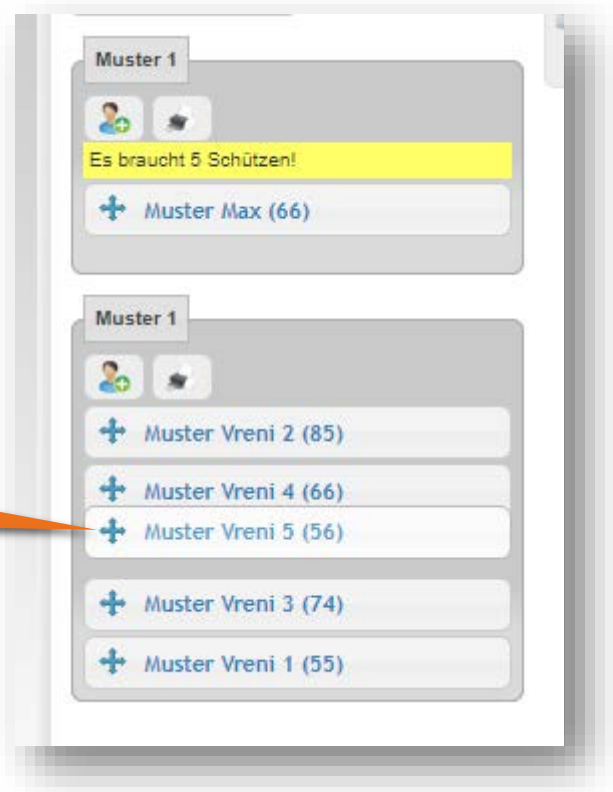 Muster 1
Es braucht 5 Schützen!
Muster Max (66)
Muster 1
Muster Vreni 2 (85)
Muster Vreni 4 (66)
Muster Vreni 5 (56)
Muster Vreni 3 (74)
Muster Vreni 1 (55)